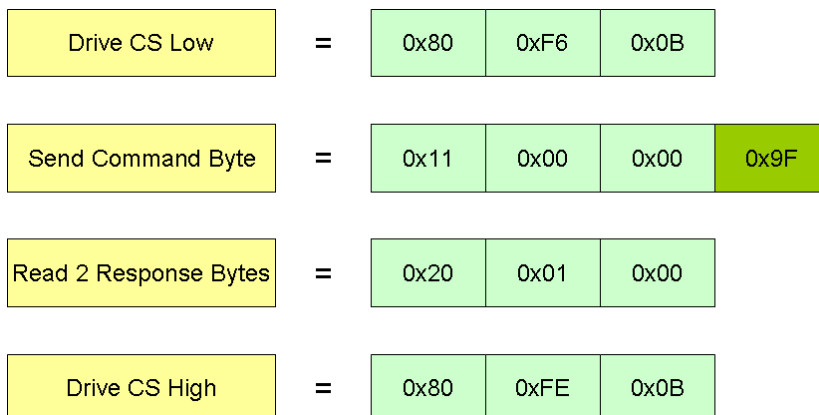 Drive CS Low = 0x80 0xF6 0x0B
Send Command Byte = 0x11 0x00 0x00 0x9F
Read 2 Response Bytes = 0x20 0x01 0x00
Drive CS High = 0x80 0xFE 0x0B